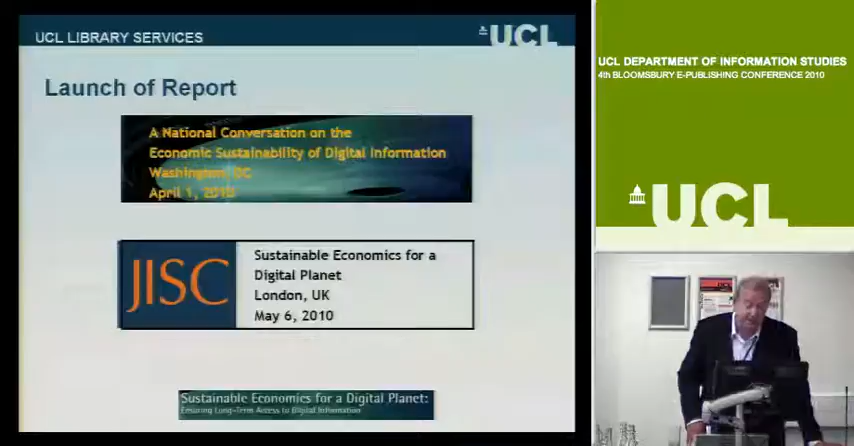 UCL LIBRARY SERVICES
UCL
Launch of Report
A National Conversation on the
Economic Sustainability of Digital Information
Washington, DC
April 1, 2010
JISC
Sustainable Economics for a
Digital Planet
London, UK
May 6, 2010
Sustainable Economics for a Digital Planet:
Ensuring Long-Term Access to Digital Information
UCL DEPARTMENT OF INFORMATION STUDIES
4th BLOOMSBURY E-PUBLISHING CONFERENCE 2010
UCL